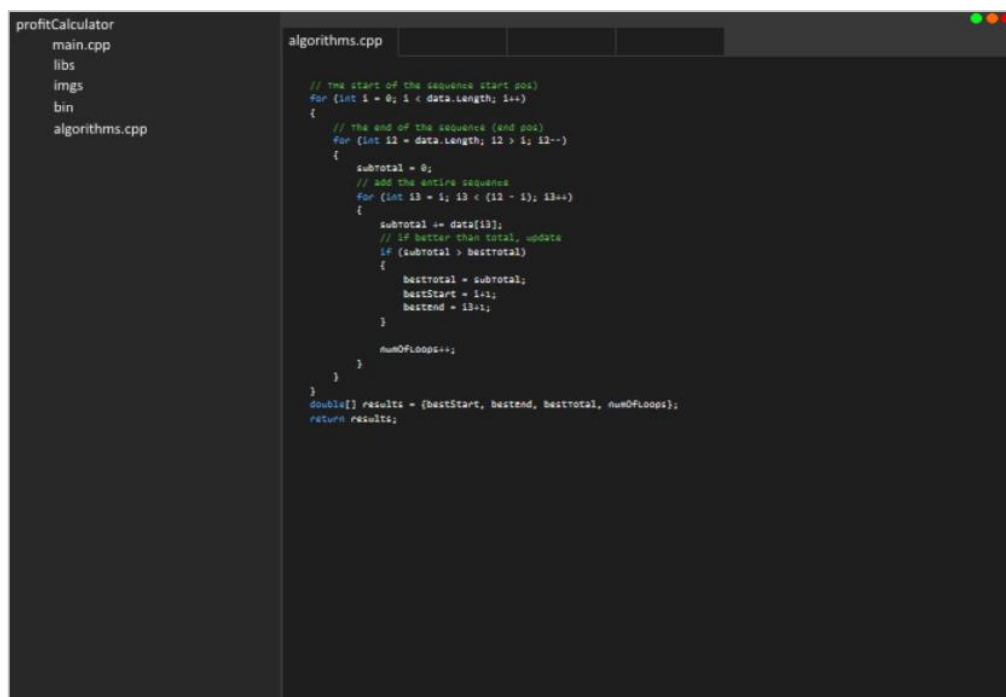 profitCalculator
main.cpp
libs
imgs
bin
algorithms.cpp
algorithms.cpp
// The start of the sequence start pos)
for (int i = 0; i < data.Length; i++)
{
// The end of the sequence (end pos)
for (int i2 = data.Length; i2 > i; i2--)
{
subTotal = 0;
// add the entire sequence
for (int i3 = i; i3 < (i2 - i); i3++)
{
subTotal += data[i3];
// if better than total, update
if (subTotal > bestTotal)
{
bestTotal = subTotal;
bestStart = i+1;
bestend = i3+1;
}
numOfLoops++;
}
}
}
double[] results = {bestStart, bestend, bestTotal, numOfLoops};
return results;